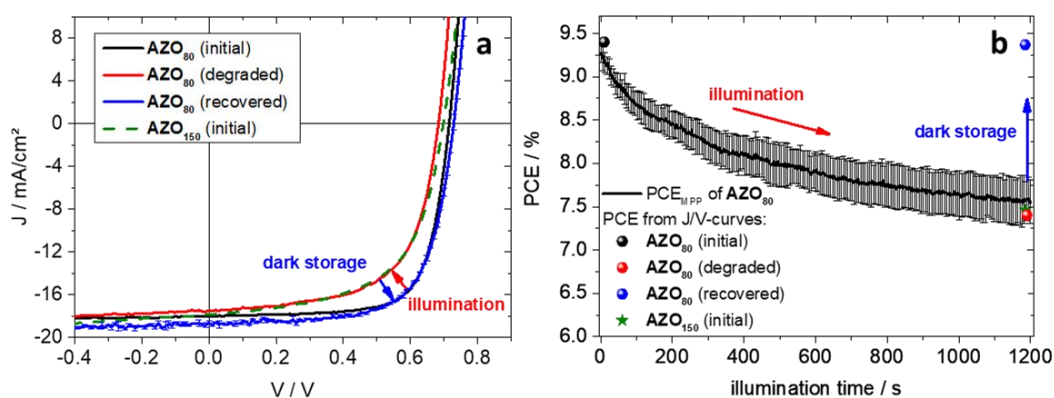 a
AZO80 (initial)
AZO80 (degraded)
AZO80 (recovered)
AZO150 (initial)
dark storage
illumination
J / mA/cm²
8
4
0
-4
-8
-12
-16
-20
-0.4
-0.2
0.0
0.2
0.4
0.6
0.8
V / V
b
illumination
dark storage
PCEMPP of AZO80
PCE from J/V-curves:
AZO80 (initial)
AZO80 (degraded)
AZO80 (recovered)
AZO150 (initial)
PCE / %
9.5
9.0
8.5
8.0
7.5
7.0
6.5
6.0
0
200
400
600
800
1000
1200
illumination time / s